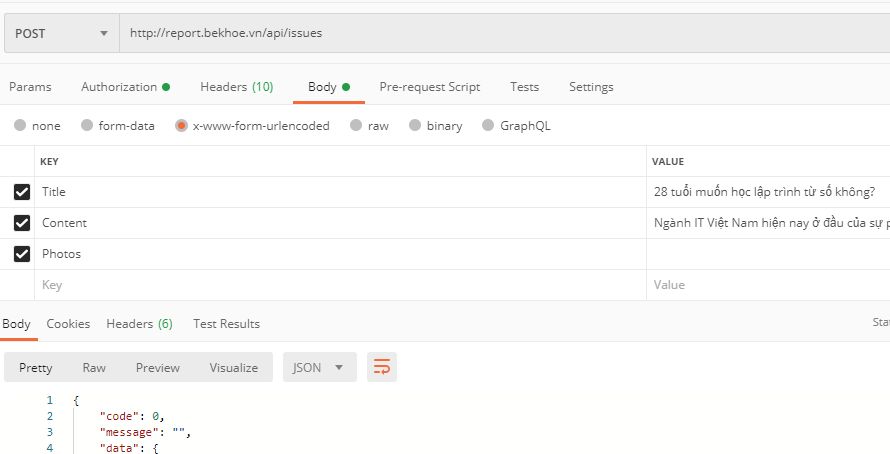 POST http://report.bekhoe.vn/api/issues
Params Authorization Headers (10) Body Pre-request Script Tests Settings
none form-data x-www-form-urlencoded raw binary GraphQL
KEY VALUE
Title 28 tuổi muốn học lập trình từ số không?
Content Ngành IT Việt Nam hiện nay ở đầu của sự
Photos
Key Value
Body Cookies Headers (6) Test Results
Pretty Raw Preview Visualize JSON
1 {
2 "code": 0,
3 "message": "",
4 "data": {